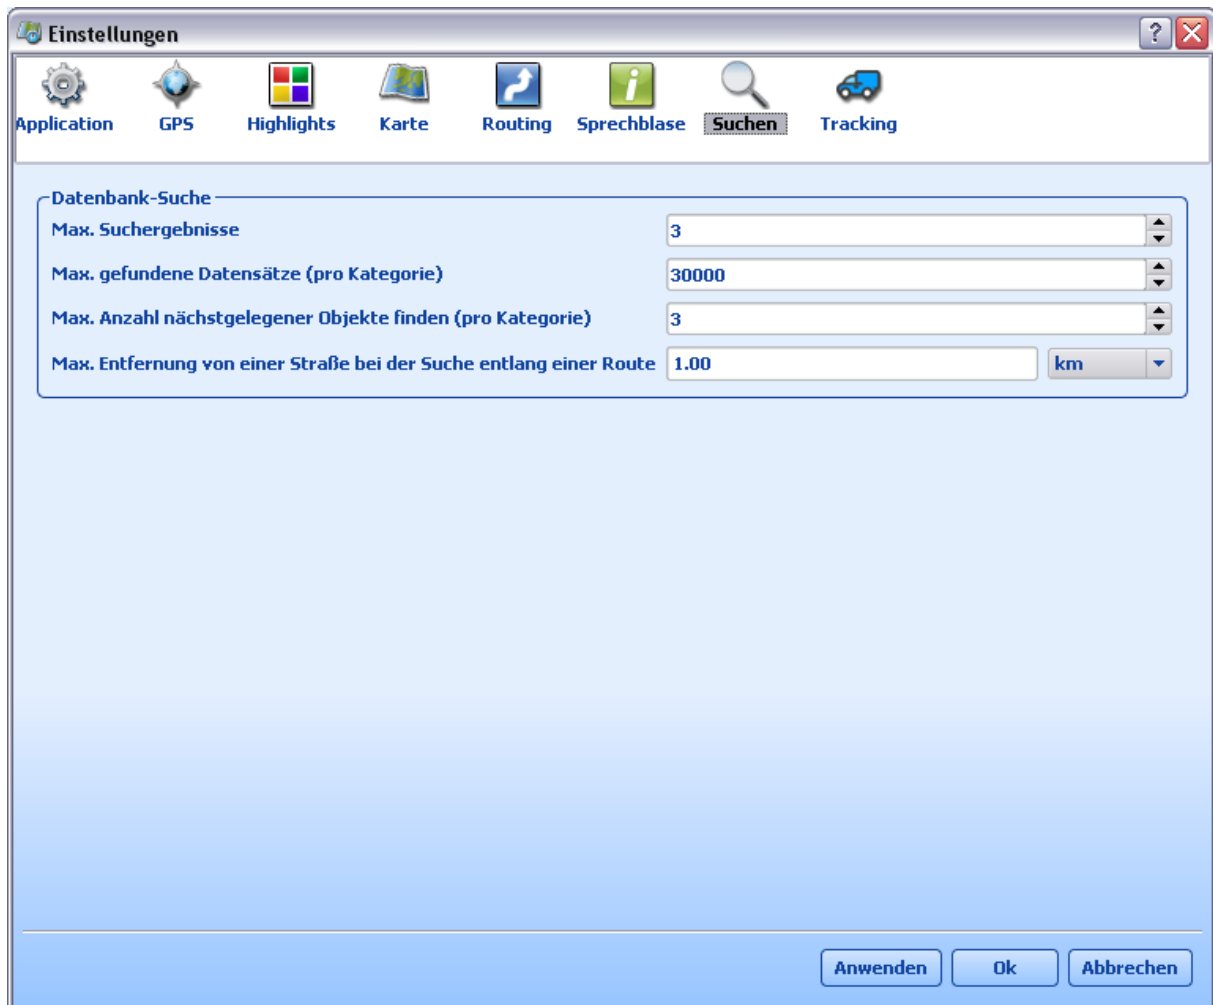 Einstellungen
Application GPS Highlights Karte Routing Sprechblase Suchen Tracking
Datenbank-Suche
Max. Suchergebnisse 3
Max. gefundene Datensätze (pro Kategorie) 30000
Max. Anzahl nächstgelegener Objekte finden (pro Kategorie) 3
Max. Entfernung von einer Straße bei der Suche entlang einer Route 1.00 km
Anwenden Ok Abbrechen